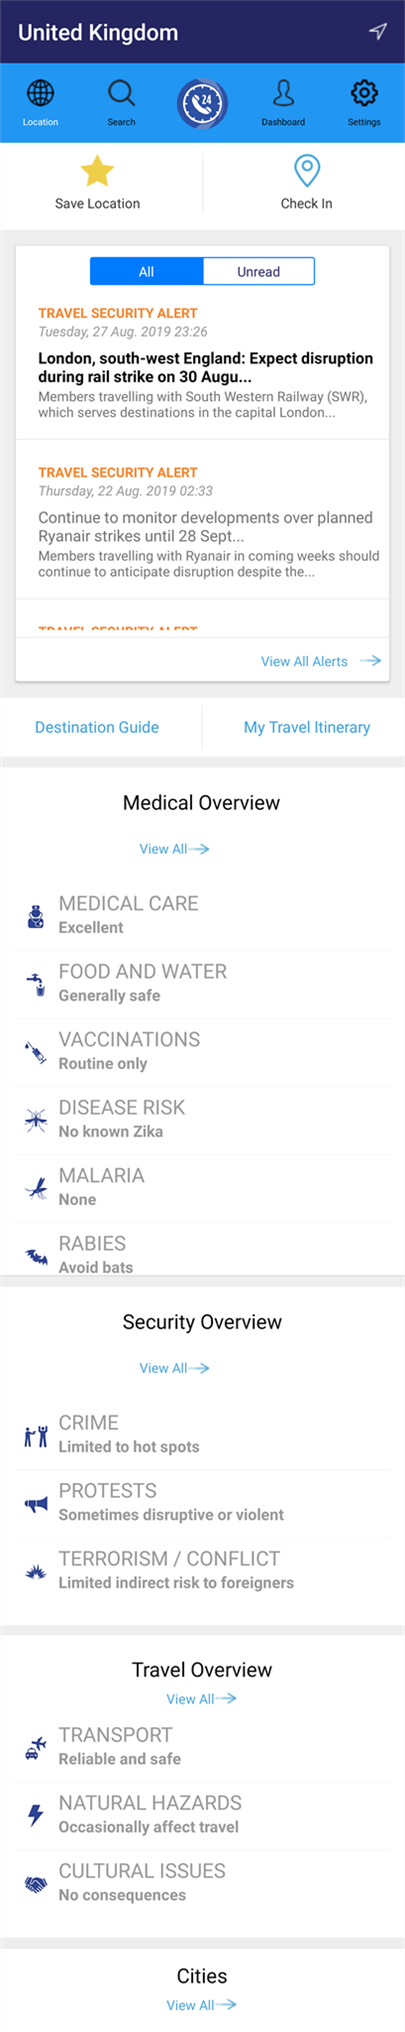 United Kingdom
Location
Search
24
Dashboard
Settings
Save Location
Check In
All
Unread
TRAVEL SECURITY ALERT
Tuesday, 27 Aug. 2019 23:26
London, south-west England: Expect disruption
during rail strike on 30 Augu...
Members travelling with South Western Railway (SWR),
which serves destinations in the capital London...
TRAVEL SECURITY ALERT
Thursday, 22 Aug. 2019 02:33
Continue to monitor developments over planned
Ryanair strikes until 28 Sept...
Members travelling with Ryanair in coming weeks should
continue to anticipate disruption despite the...
TRAVEL SECURITY ALERT
View All Alerts
Destination Guide
My Travel Itinerary
Medical Overview
View All
MEDICAL CARE
Excellent
FOOD AND WATER
Generally safe
VACCINATIONS
Routine only
DISEASE RISK
No known Zika
MALARIA
None
RABIES
Avoid bats
Security Overview
View All
CRIME
Limited to hot spots
PROTESTS
Sometimes disruptive or violent
TERRORISM / CONFLICT
Limited indirect risk to foreigners
Travel Overview
View All
TRANSPORT
Reliable and safe
NATURAL HAZARDS
Occasionally affect travel
CULTURAL ISSUES
No consequences
Cities
View All